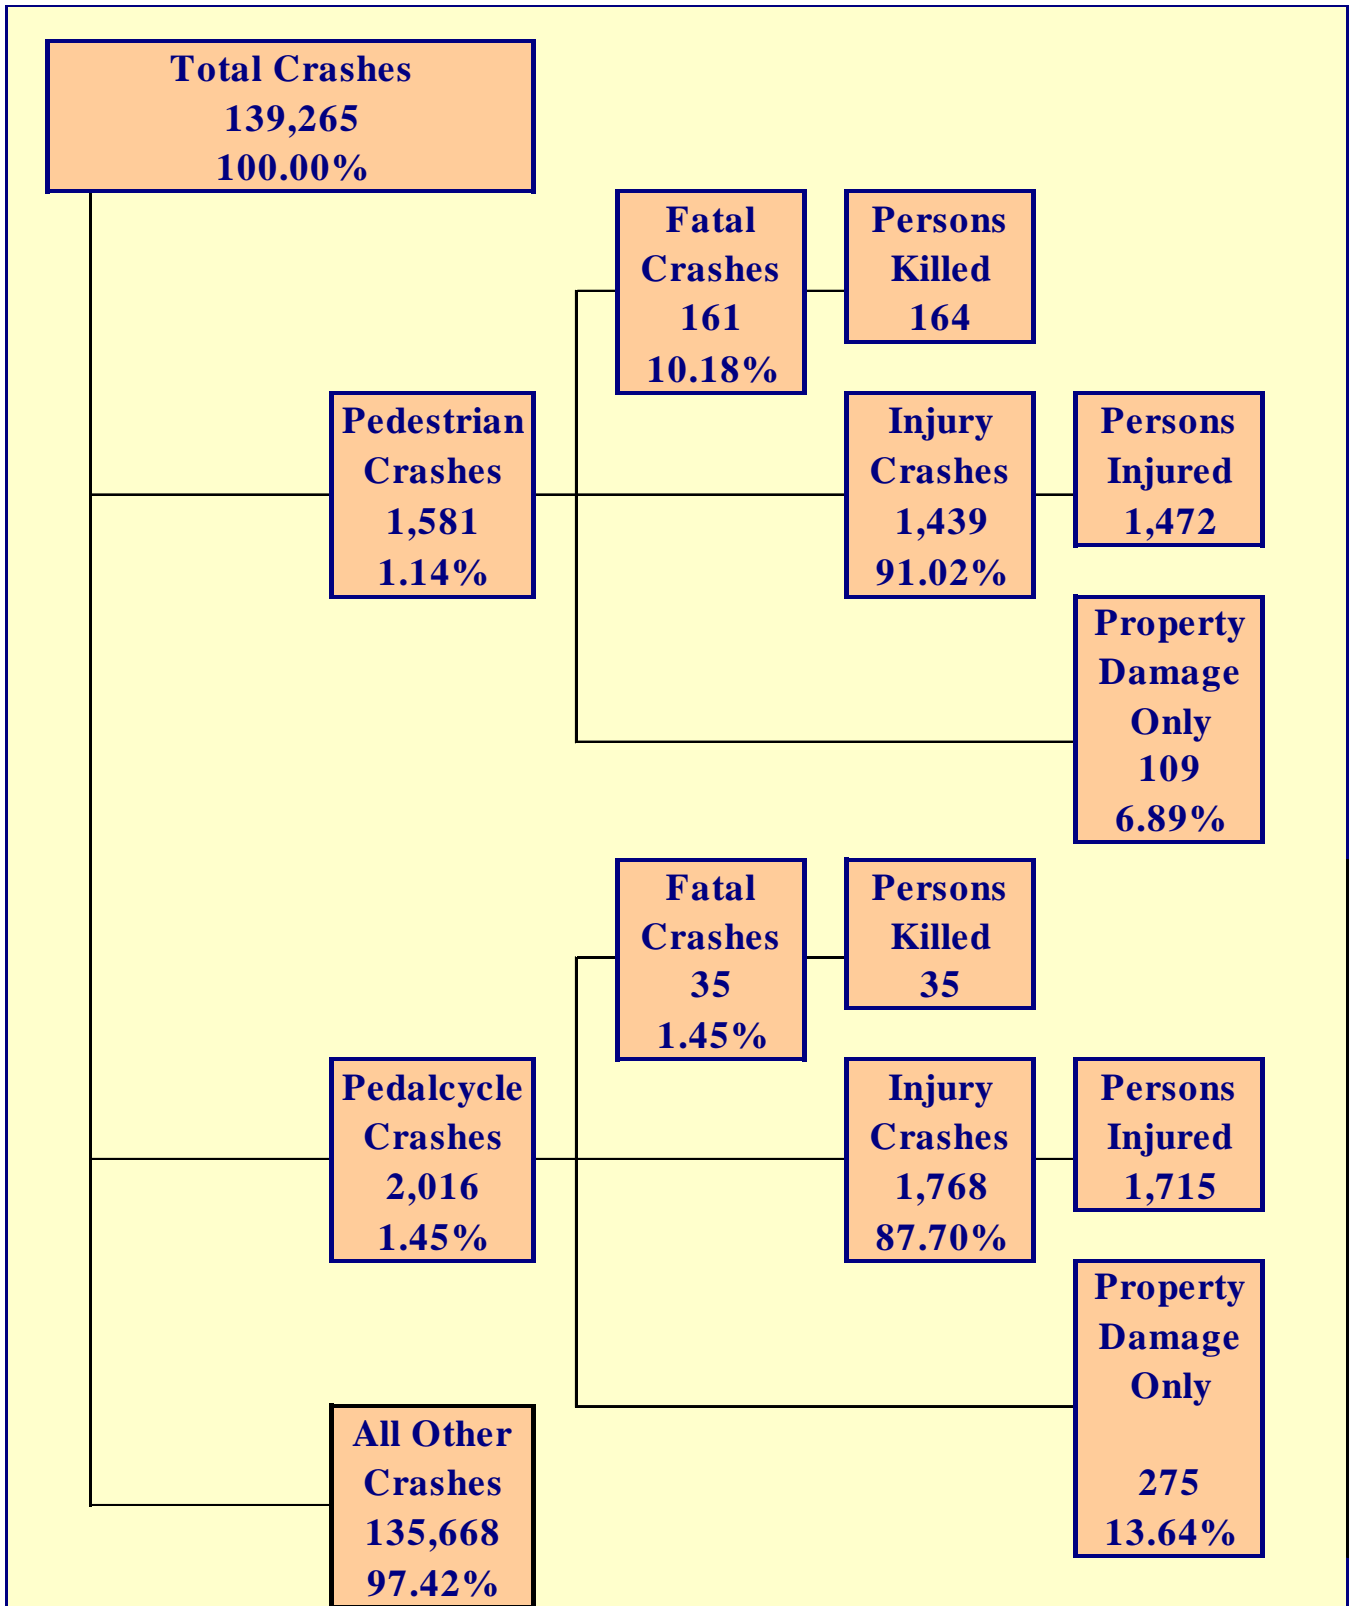 Total Crashes
139,265
100.00%
Fatal
Crashes
161
10.18%
Persons
Killed
164
Pedestrian
Crashes
1,581
1.14%
Injury
Crashes
1,439
91.02%
Persons
Injured
1,472
Property
Damage
Only
109
6.89%
Fatal
Crashes
35
1.45%
Persons
Killed
35
Pedalcycle
Crashes
2,016
1.45%
Injury
Crashes
1,768
87.70%
Persons
Injured
1,715
Property
Damage
Only
275
13.64%
All Other
Crashes
135,668
97.42%